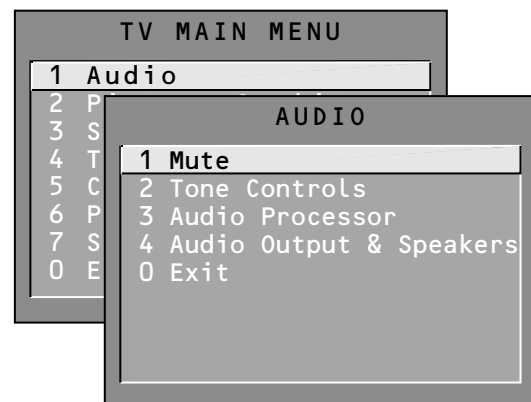 TV MAIN MENU
1 Audio
2 P
3 S
4 T
5 C
6 P
7 S
0 E
AUDIO
1 Mute
2 Tone Controls
3 Audio Processor
4 Audio Output & Speakers
0 Exit